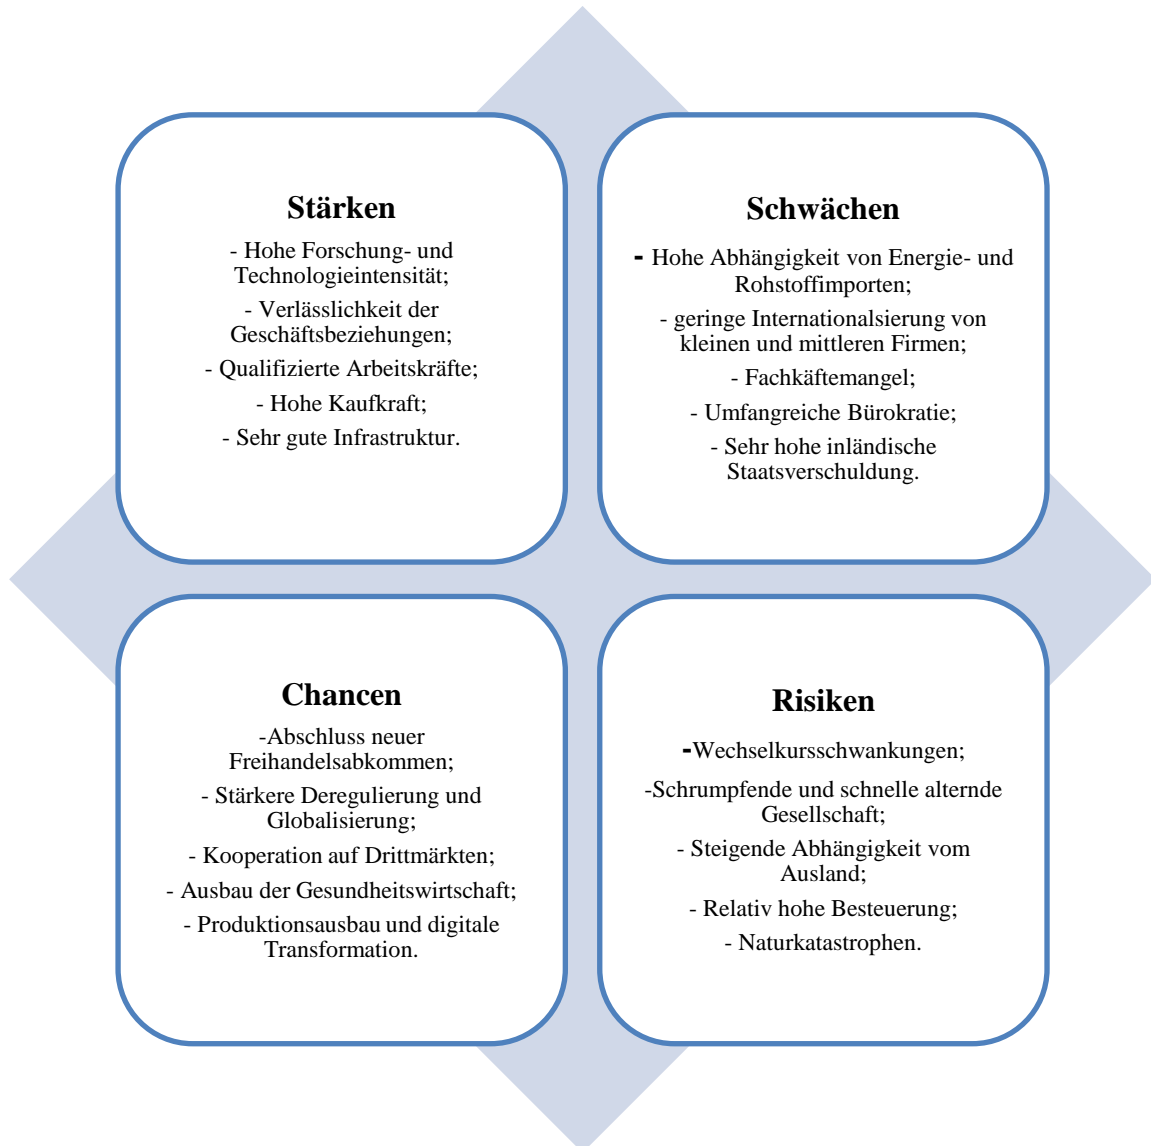 Stärken
- Hohe Forschung- und
Technologieintensität;
- Verlässlichkeit der
Geschäftsbeziehungen;
- Qualifizierte Arbeitskräfte;
- Hohe Kaufkraft;
- Sehr gute Infrastruktur.
Schwächen
- Hohe Abhängigkeit von Energie- und
Rohstoffimporten;
- geringe Internationalsierung von
kleinen und mittleren Firmen;
- Fachkäftemangel;
- Umfangreiche Bürokratie;
- Sehr hohe inländische
Staatsverschuldung.
Chancen
-Abschluss neuer
Freihandelsabkommen;
- Stärkere Deregulierung und
Globalisierung;
- Kooperation auf Drittmärkten;
- Ausbau der Gesundheitswirtschaft;
- Produktionsausbau und digitale
Transformation.
Risiken
-Wechselkursschwankungen;
-Schrumpfende und schnelle alternde
Gesellschaft;
- Steigende Abhängigkeit vom
Ausland;
- Relativ hohe Besteuerung;
- Naturkatastrophen.